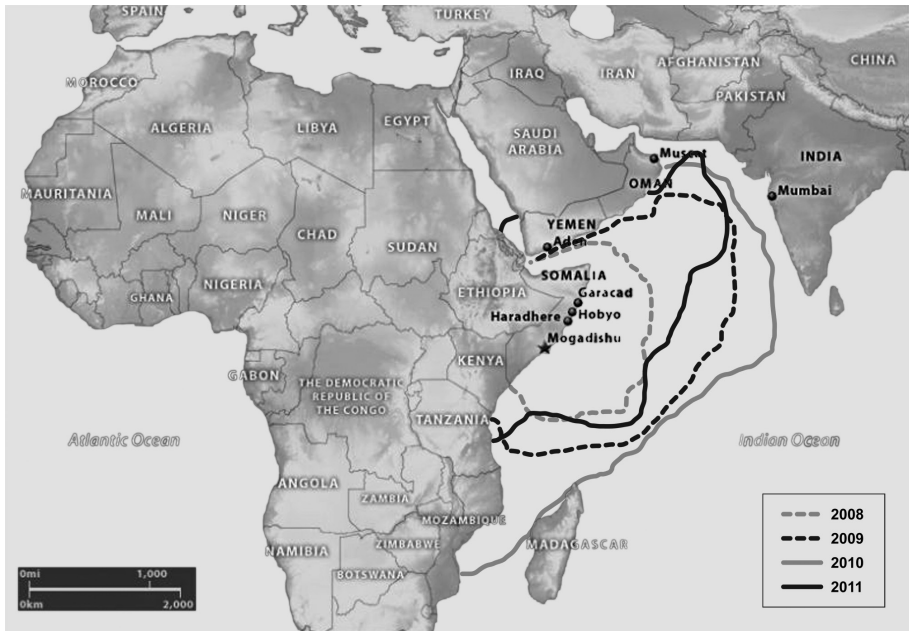 SPAIN
TURKEY
MOROCCO
ALGERIA
LIBYA
EGYPT
IRAQ
IRAN
AFGHANISTAN
CHINA
PAKISTAN
SAUDI
ARABIA
Muscat
OMAN
INDIA
Mumbai
MAURITANIA
MALI
NIGER
CHAD
SUDAN
YEMEN
Aden
SOMALIA
ETHIOPIA
Garacad
Haradhere
Hobyo
Mogadishu
GHANA
NIGERIA
GABON
THE DEMOCRATIC
REPUBLIC OF
THE CONGO
KENYA
TANZANIA
Atlantic Ocean
Indian Ocean
ANGOLA
ZAMBIA
MOZAMBIQUE
ZIMBABWE
NAMIBIA
BOTSWANA
MADAGASCAR
0mi 1,000
0km 2,000
2008
2009
2010
2011